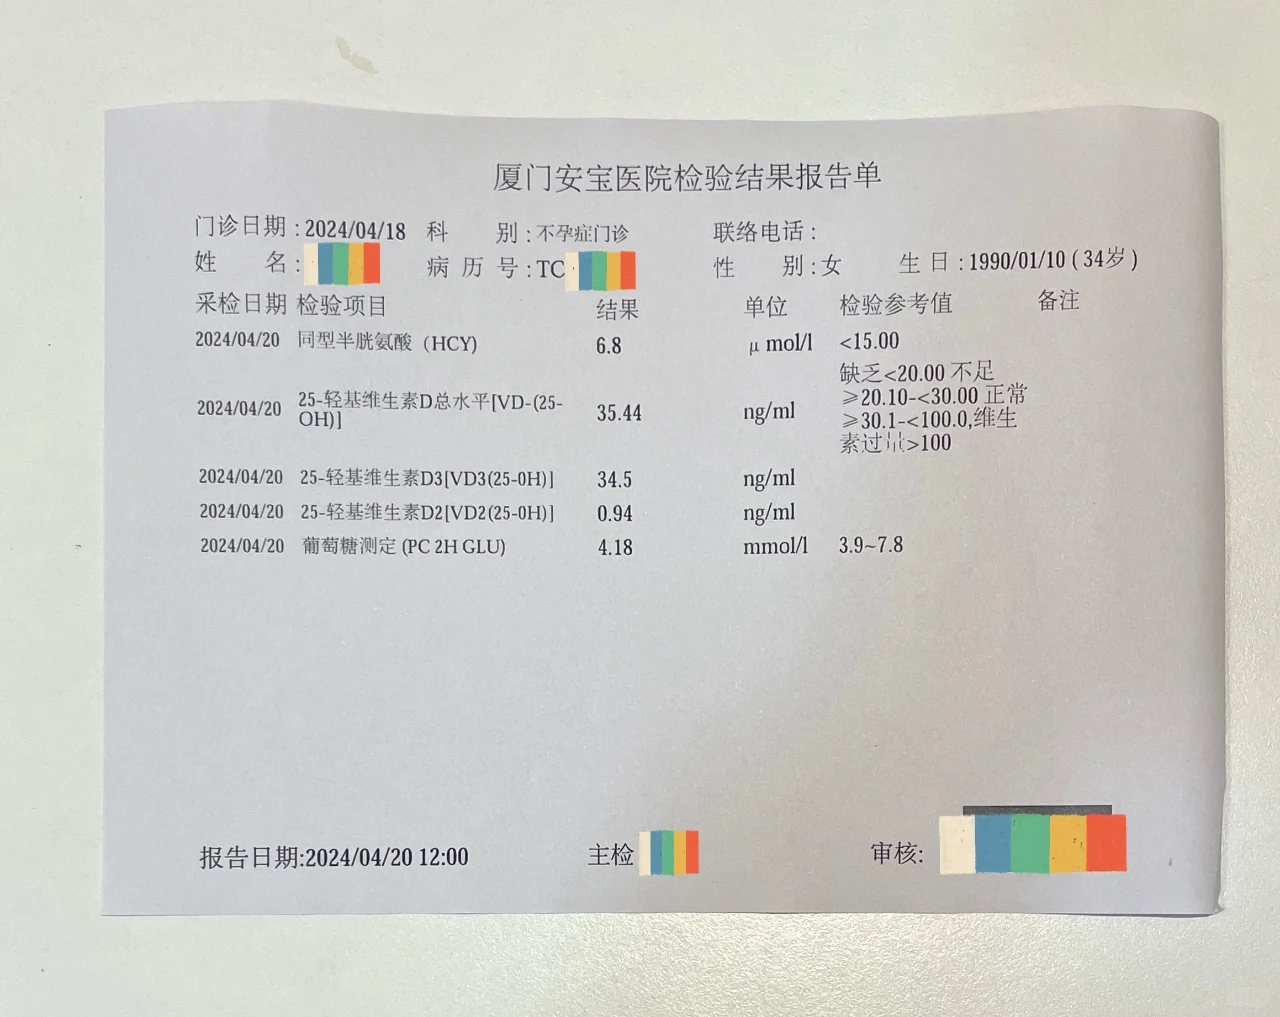 厦门安宝医院检验结果报告单
门诊日期:2024/04/18 科 别:不孕症门诊 联络电话:
姓 名: 病 历 号:TC 性 别:女 生 日:1990/01/10 ( 34岁 )
采检日期 检验项目 结果 单位 检验参考值 备注
2024/04/20 同型半胱氨酸（HCY) 6.8 μ mol/l <15.00
2024/04/20 25-轻基维生素D总水平[VD-(25-
OH)] 35.44 ng/ml 缺乏<20.00 不足
≥20.10-<30.00 正常
≥30.1-<100.0,维生
素过量>100
2024/04/20 25-轻基维生素D3[VD3(25-0H)] 34.5 ng/ml
2024/04/20 25-轻基维生素D2[VD2(25-0H)] 0.94 ng/ml
2024/04/20 葡萄糖测定 (PC 2H GLU) 4.18 mmol/l 3.9~7.8
报告日期:2024/04/20 12:00 主检 审核: